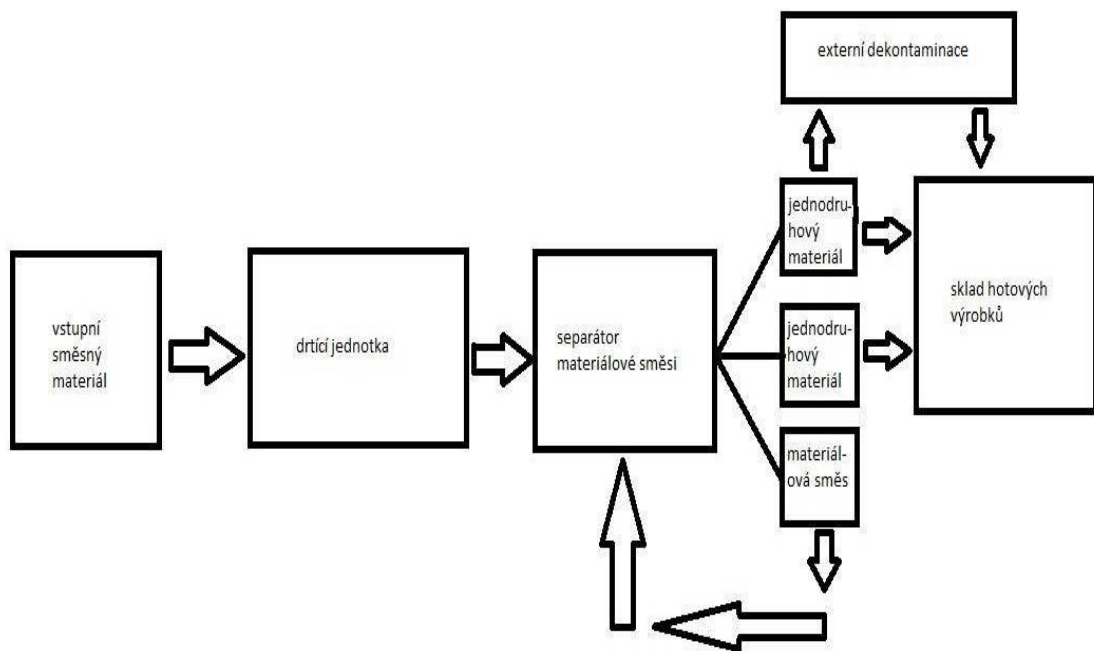 externí dekontaminace
jednodru-
hový
materiál
vstupní
směsný
materiál
drtící jednotka
separátor
materiálové směsi
jednodru-
hový
materiál
sklad hotových
výrobků
materiál-
ová směs